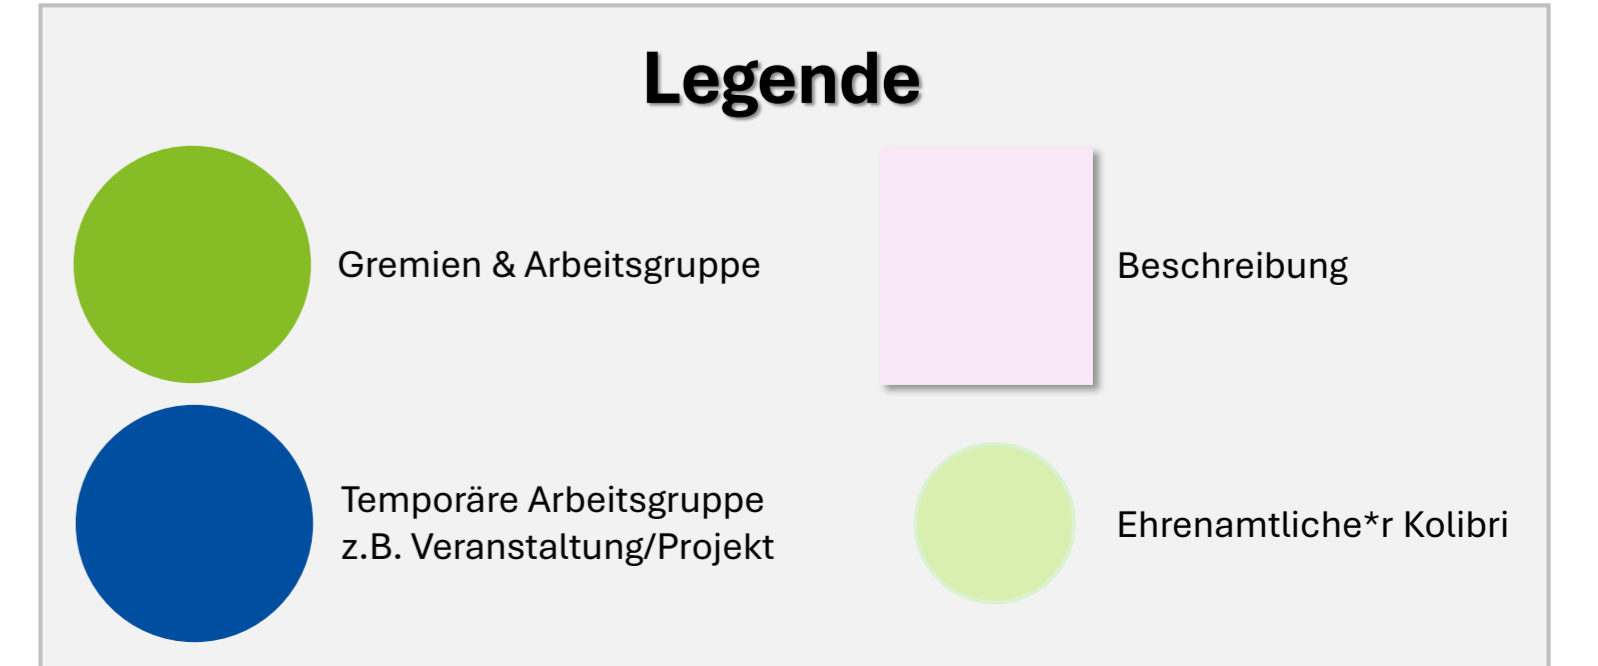 Legende
Gremien & Arbeitsgruppe
Beschreibung
Temporäre Arbeitsgruppe
z.B. Veranstaltung/Projekt
Ehrenamtliche*r Kolibri